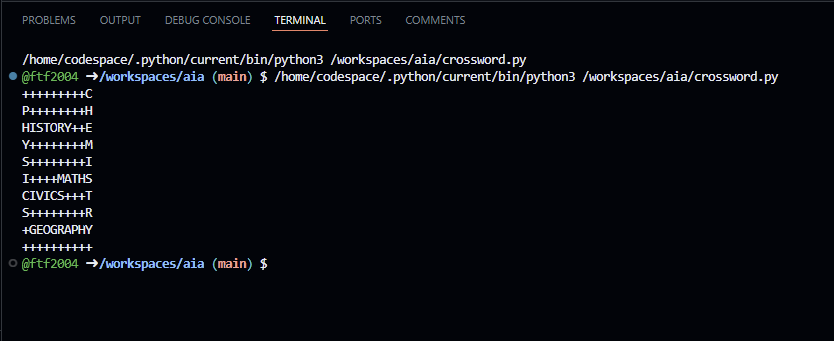 PROBLEMS OUTPUT DEBUG CONSOLE TERMINAL PORTS COMMENTS
/home/codespace/.python/current/bin/python3 /workspaces/aia/crossword.py
@ftf2004 ➜/workspaces/aia (main) $ /home/codespace/.python/current/bin/python3 /workspaces/aia/crossword.py
+++++++++C
P++++++++H
HISTORY++E
Y++++++++M
S++++++++I
I++++MATHS
CIVICS+++T
S++++++++R
+GEOGRAPHY
++++++++++
@ftf2004 ➜/workspaces/aia (main) $